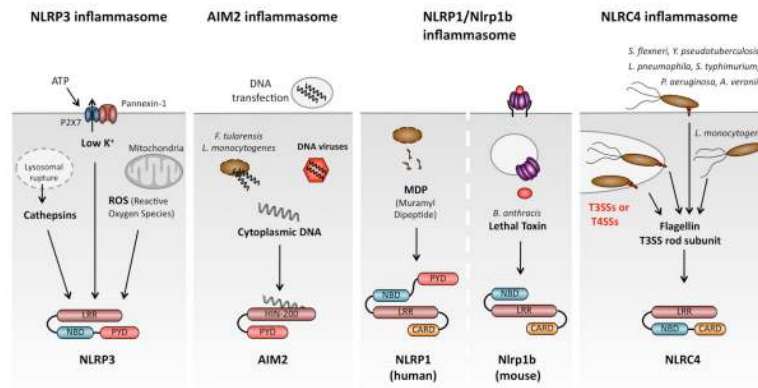 NLRP3 inflammasome
ATP
Pannexin-1
P2X7
Low K⁺
Mitochondria
Lysosomal
rupture
Cathepsins
ROS (Reactive
Oxygen Species)
LRR
NBD
PYD
NLRP3
AIM2 inflammasome
DNA
transfection
F. tularensis
L. monocytogenes
DNA viruses
Cytoplasmic DNA
HIN-200
PYD
AIM2
NLRP1/Nlrp1b
inflammasome
MDP
(Muramyl
Dipeptide)
NBD
PYD
LRR
CARD
NLRP1
(human)
B. anthracis
Lethal Toxin
NBD
LRR
CARD
Nlrp1b
(mouse)
NLRC4 inflammasome
S. flexneri, Y. pseudotuberculosis
L. pneumophila, S. typhimurium,
P. aeruginosa, A. veronii
L. monocytogen
T3SSs or
T4SSs
Flagellin
T3SS rod subunit
LRR
NBD
CARD
NLRC4